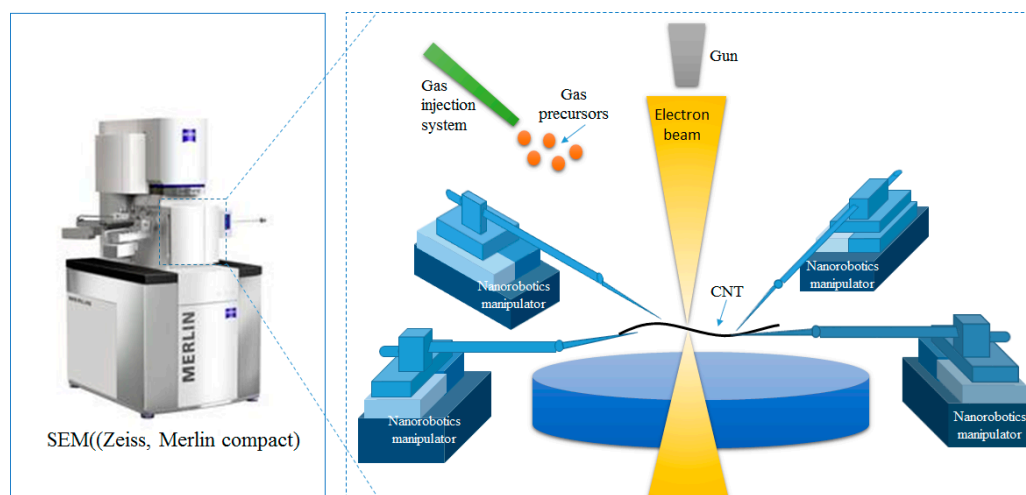 MERLIN
SEM((Zeiss, Merlin compact)
Gun
Gas
injection
system
Gas
precursors
Electron
beam
Nanorobotics
manipulator
Nanorobotics
manipulator
CNT
Nanorobotics
manipulator
Nanorobotics
manipulator